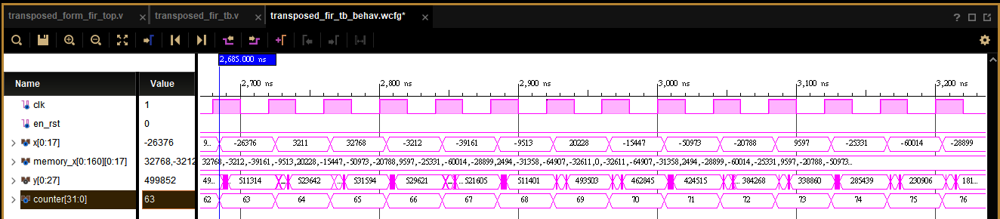 transposed_form_fir_top.v × transposed_fir_tb.v × transposed_fir_tb_behav.wcfg* ×
2,685.000 ns
Name Value
2,700 ns 2,800 ns 2,900 ns 3,000 ns 3,100 ns 3,200 ns
clk 1
en_rst 0
x[0:17] -26376 9... -26376 3211 32768 -3212 -39161 -9513 20228 -15447 -50973 -20788 9597 -25331 -60014 -28899
memory_x[0:160][0:17] 32768,-3212 32768,-3212,-39161,-9513,20228,-15447,-50973,-20788,9597,-25331,-60014,-28899,2494,-31358,-64907,-32611,0,-32611,-64907,-31358,2494,-28899,-60014,-25331,9597,-20788,-50973...
y[0:27] 499852 49... 511314 ... 523642 531594 529621 ... 521605 511401 493503 462845 424515 384268 338860 285439 230906 181...
counter[31:0] 63 62 63 64 65 66 67 68 69 70 71 72 73 74 75 76